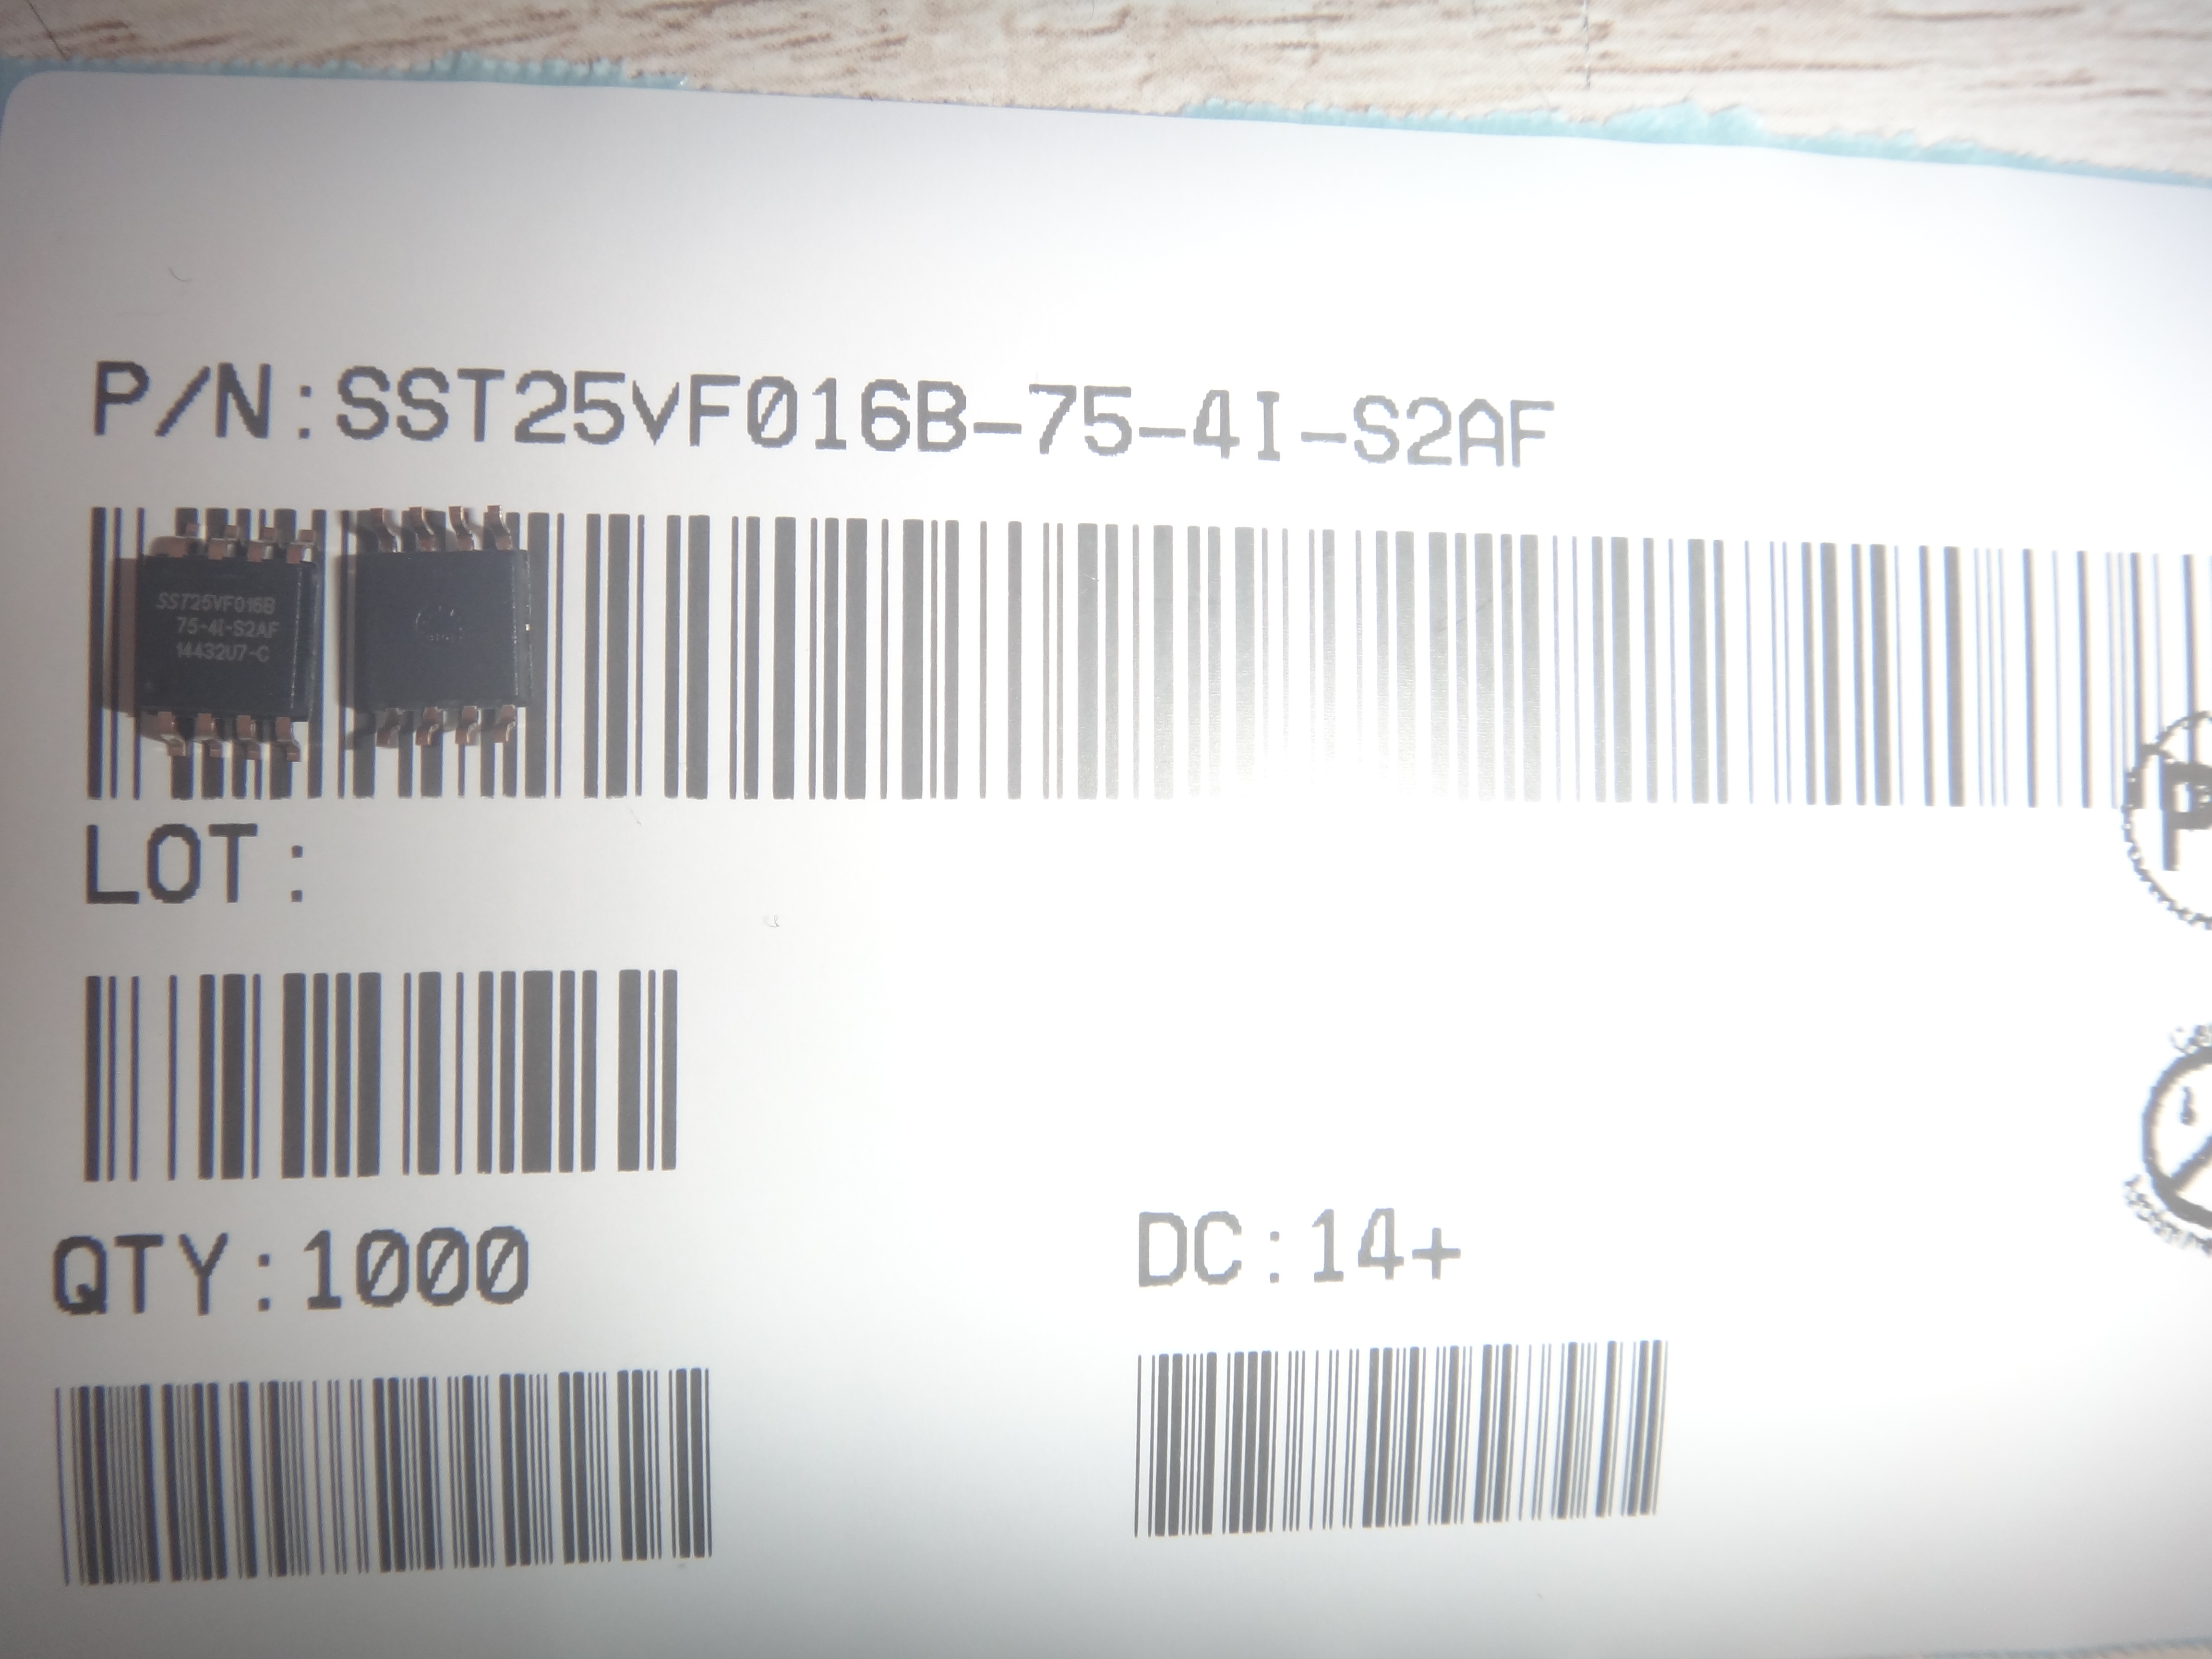 P/N:SST25VF016B-75-4I-S2AF
SST25VF016B
75-4I-S2AF
14432U7-C
LOT:
QTY:1000
DC:14+